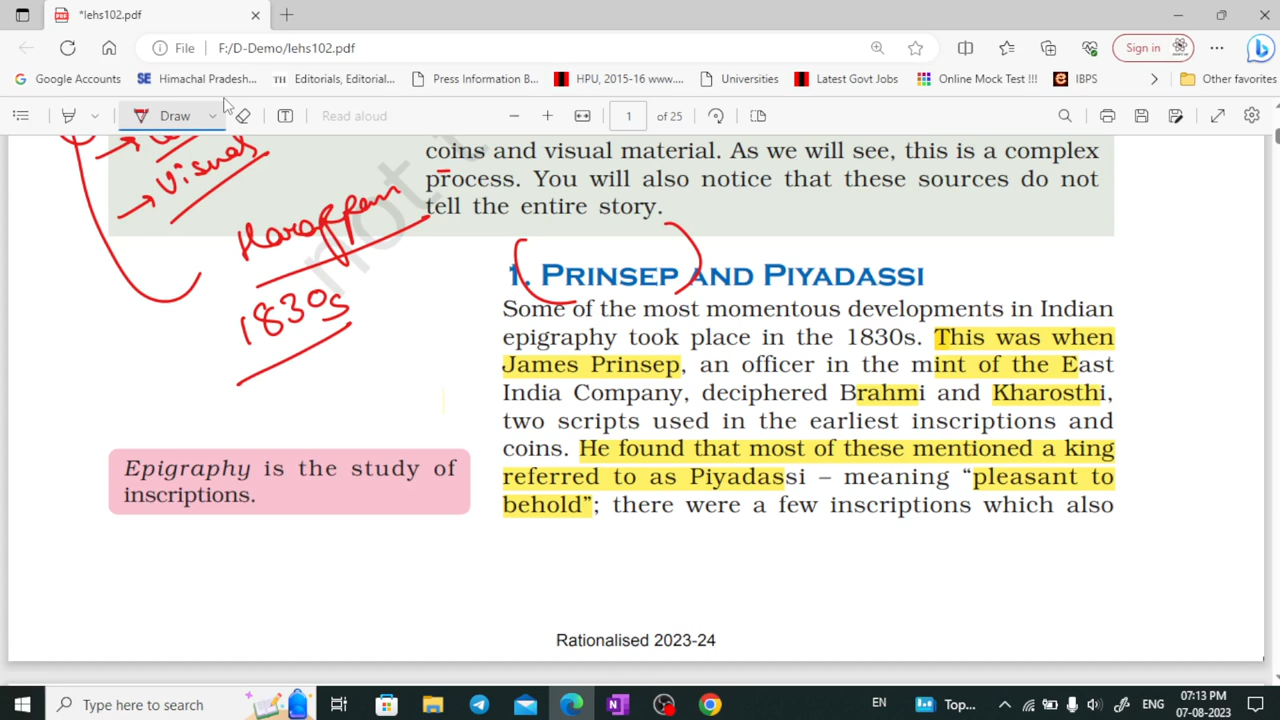 *lehs102.pdf
File F:/D-Demo/lehs102.pdf
Sign in
Google Accounts
SE Himachal Pradesh...
TH Editorials, Editorial...
Press Information B...
HPU, 2015-16 www....
Universities
Latest Govt Jobs
Online Mock Test !!!
IBPS
Other favorites
Draw
Read aloud
1 of 25
Visuals
coins and visual material. As we will see, this is a complex
process. You will also notice that these sources do not
tell the entire story.
Harappan
not
1830s
1. PRINSEP AND PIYADASSI
Some of the most momentous developments in Indian
epigraphy took place in the 1830s. This was when
James Prinsep, an officer in the mint of the East
India Company, deciphered Brahmi and Kharosthi,
two scripts used in the earliest inscriptions and
coins. He found that most of these mentioned a king
referred to as Piyadassi – meaning “pleasant to
behold”; there were a few inscriptions which also
Epigraphy is the study of
inscriptions.
Rationalised 2023-24
Type here to search
EN
Top...
ENG
07:13 PM
07-08-2023